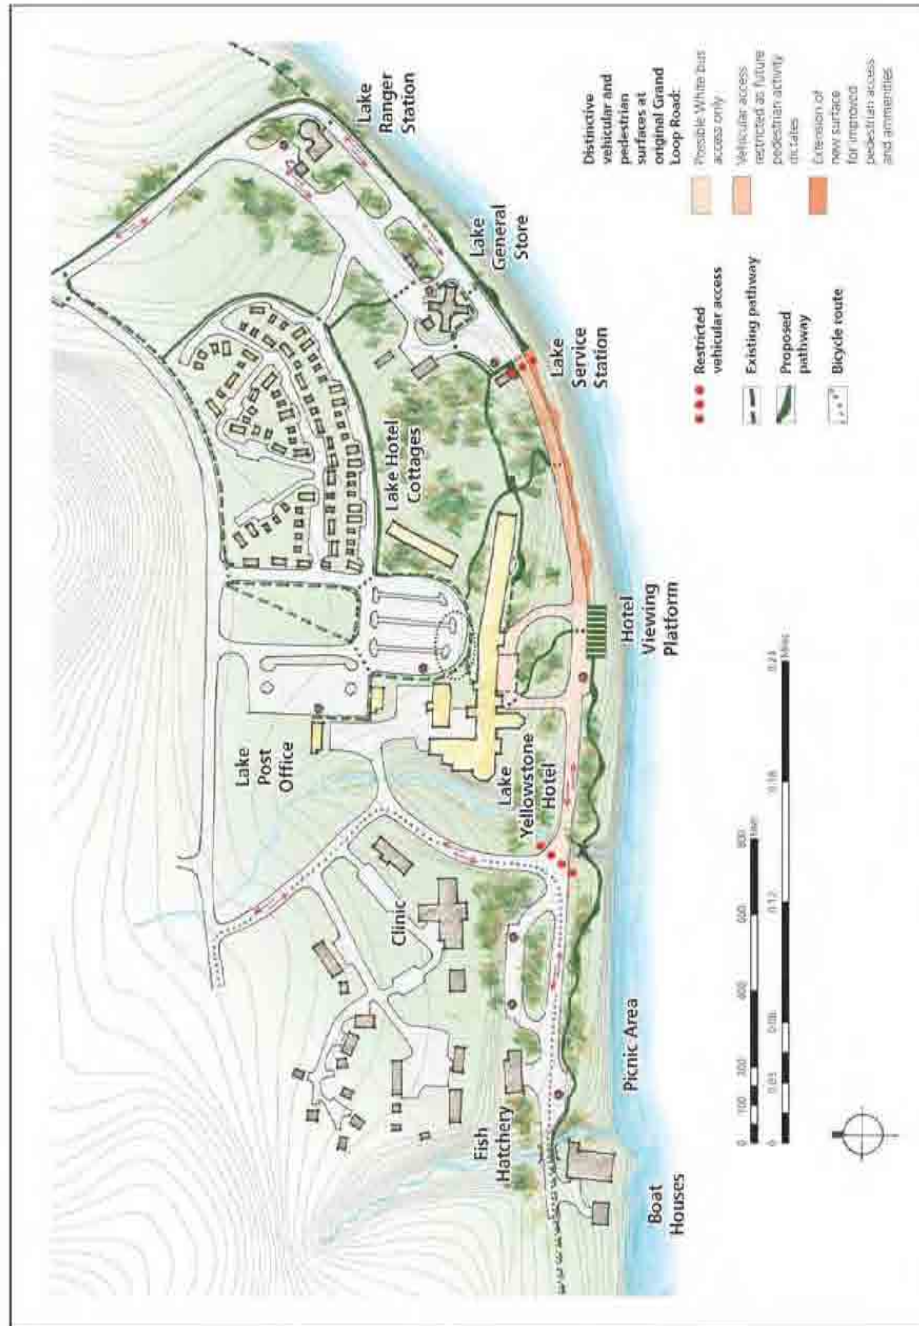 Lake
Ranger
Station
Lake
General
Store
Lake
Service
Station
Lake Hotel
Cottages
Hotel
Viewing
Platform
Lake
Post
Office
Lake
Yellowstone
Hotel
Clinic
Fish
Hatchery
Picnic Area
Boat
Houses
Distinctive
vehicular and
pedestrian
surfaces at
original Grand
Loop Road:
Possible White bus
access only
Vehicular access
restricted as future
pedestrian activity
dictates
Extension of
new surface
for improved
pedestrian access
and ammenities
Restricted
vehicular access
Existing pathway
Proposed
pathway
Bicycle route
0 100 200 400 600 800
Feet
0 0.03 0.06 0.12 0.18 0.24
Miles